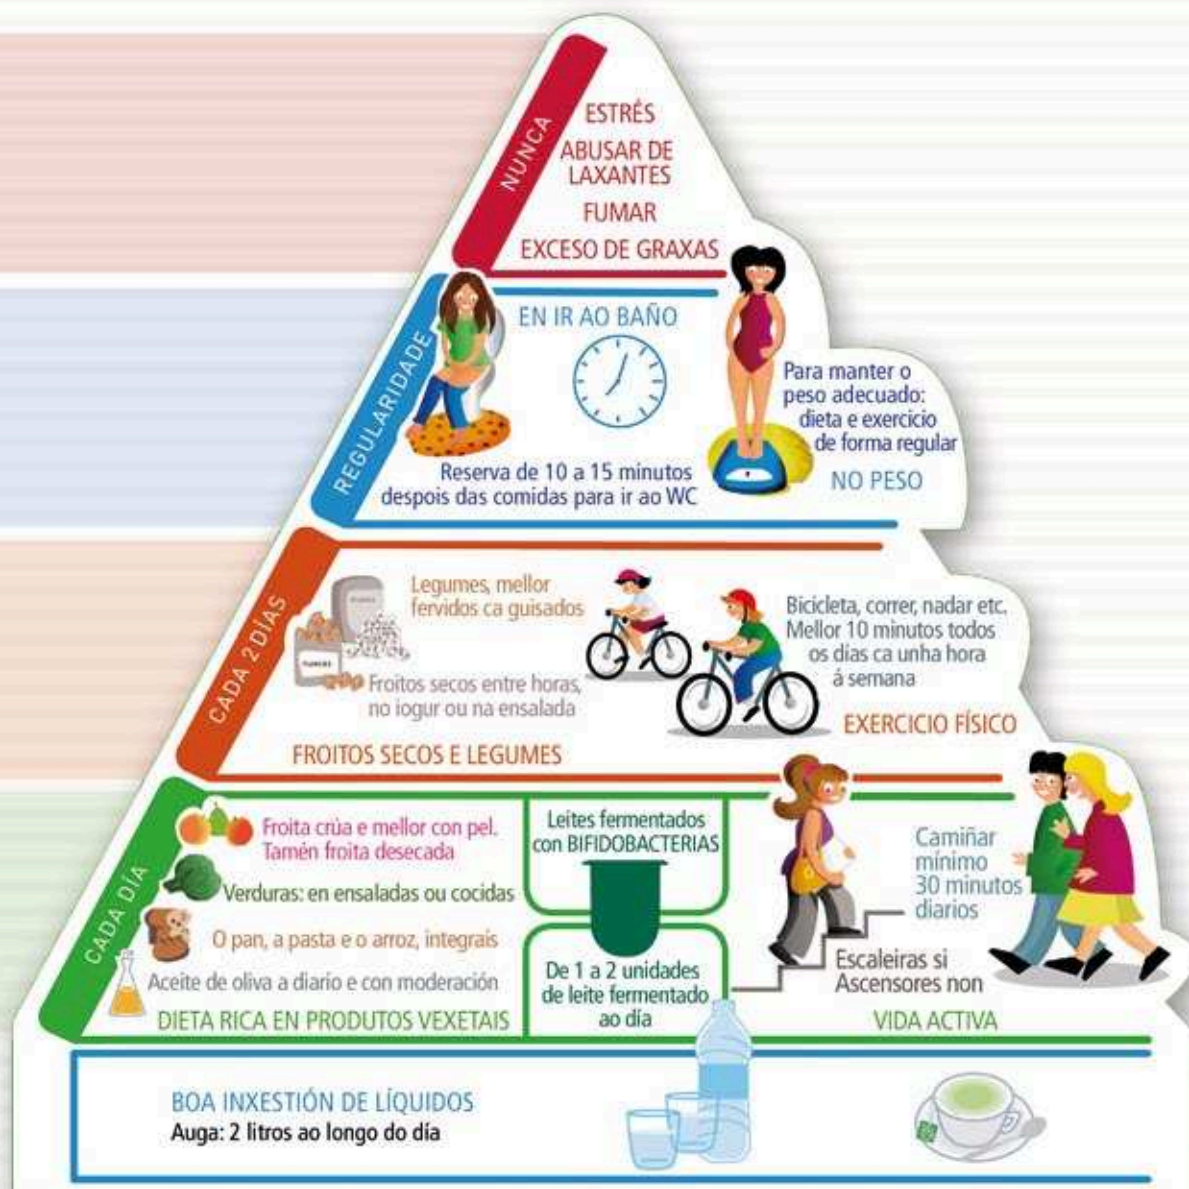 NUNCA
ESTRÉS
ABUSAR DE
LAXANTES
FUMAR
EXCESO DE GRAXAS
REGULARIDADE
EN IR AO BAÑO
Reserva de 10 a 15 minutos
despois das comidas para ir ao WC
Para manter o
peso adecuado:
dieta e exercicio
de forma regular
NO PESO
CADA 2 DÍAS
Legumes, mellor
fervidos ca guisados
Froitos secos entre horas,
no iogur ou na ensalada
FROITOS SECOS E LEGUMES
Bicicleta, correr, nadar etc.
Mellor 10 minutos todos
os días ca unha hora
á semana
EXERCICIO FÍSICO
CADA DÍA
Froita crúa e mellor con pel.
Tamén froita desecada
Verduras: en ensaladas ou cocidas
O pan, a pasta e o arroz, integrais
Aceite de oliva a diario e con moderación
DIETA RICA EN PRODUTOS VEXETAIS
Leites fermentados
con BIFIDOBACTERIAS
De 1 a 2 unidades
de leite fermentado
ao día
Camiñar
mínimo
30 minutos
diarios
Escaleiras si
Ascensores non
VIDA ACTIVA
BOA INXESTIÓN DE LÍQUIDOS
Auga: 2 litros ao longo do día